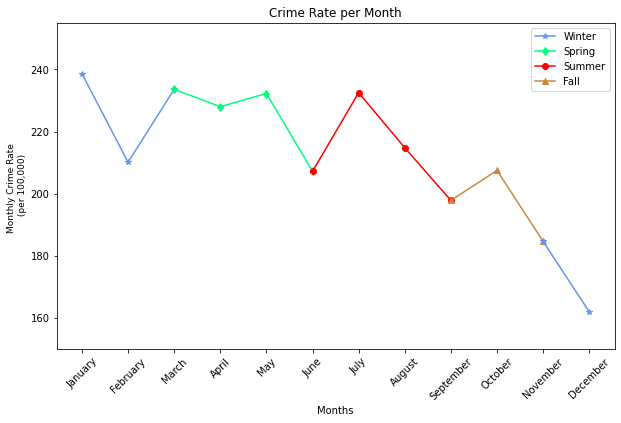 Crime Rate per Month
Winter
Spring
Summer
Fall
Monthly Crime Rate
(per 100,000)
240
220
200
180
160
January
February
March
April
May
June
July
August
September
October
November
December
Months